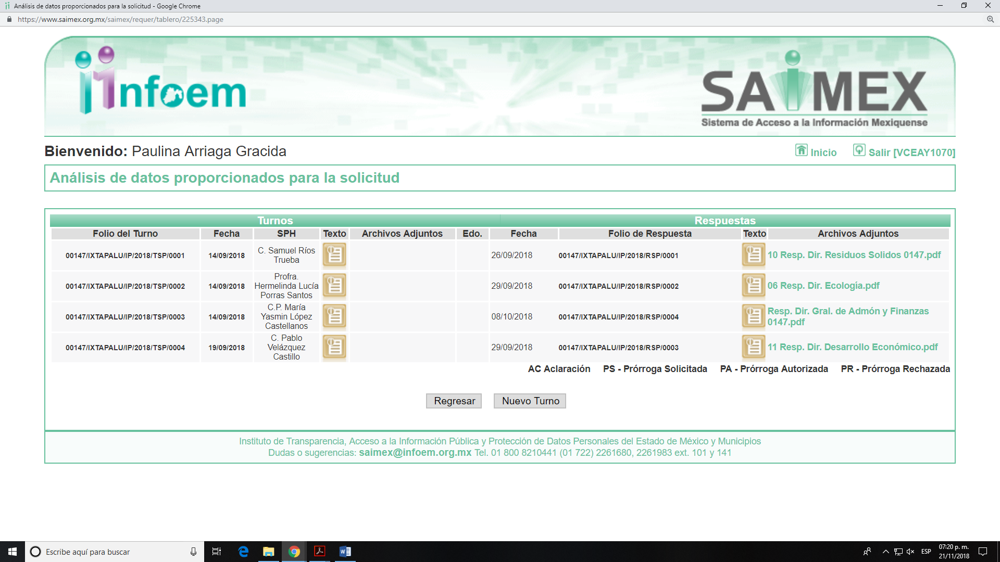 Análisis de datos proporcionados para la solicitud - Google Chrome
https://www.saimex.org.mx/saimex/requer/tablero/225343.page
infoem
SAIMEX
Sistema de Acceso a la Información Mexiquense
Bienvenido: Paulina Arriaga Gracida
Inicio Salir [VCEAY1070]
Análisis de datos proporcionados para la solicitud
Turnos Respuestas
Folio del Turno Fecha SPH Texto Archivos Adjuntos Edo. Fecha Folio de Respuesta Texto Archivos Adjuntos
00147/IXTAPALU/IP/2018/TSP/0001 14/09/2018 C. Samuel Ríos Trueba 26/09/2018 00147/IXTAPALU/IP/2018/RSP/0001 10 Resp. Dir. Residuos Solidos 0147.pdf
00147/IXTAPALU/IP/2018/TSP/0002 14/09/2018 Profra. Hermelinda Lucía Porras Santos 29/09/2018 00147/IXTAPALU/IP/2018/RSP/0002 06 Resp. Dir. Ecología.pdf
00147/IXTAPALU/IP/2018/TSP/0003 14/09/2018 C.P. María Yasmin López Castellanos 08/10/2018 00147/IXTAPALU/IP/2018/RSP/0004 Resp. Dir. Gral. de Admón y Finanzas 0147.pdf
00147/IXTAPALU/IP/2018/TSP/0004 19/09/2018 C. Pablo Velázquez Castillo 29/09/2018 00147/IXTAPALU/IP/2018/RSP/0003 11 Resp. Dir. Desarrollo Económico.pdf
AC Aclaración PS - Prórroga Solicitada PA - Prórroga Autorizada PR - Prórroga Rechazada
Regresar Nuevo Turno
Instituto de Transparencia, Acceso a la Información Pública y Protección de Datos Personales del Estado de México y Municipios
Dudas o sugerencias: saimex@infoem.org.mx Tel. 01 800 8210441 (01 722) 2261680, 2261983 ext. 101 y 141
Escribe aquí para buscar
ESP
07:20 p. m.
21/11/2018